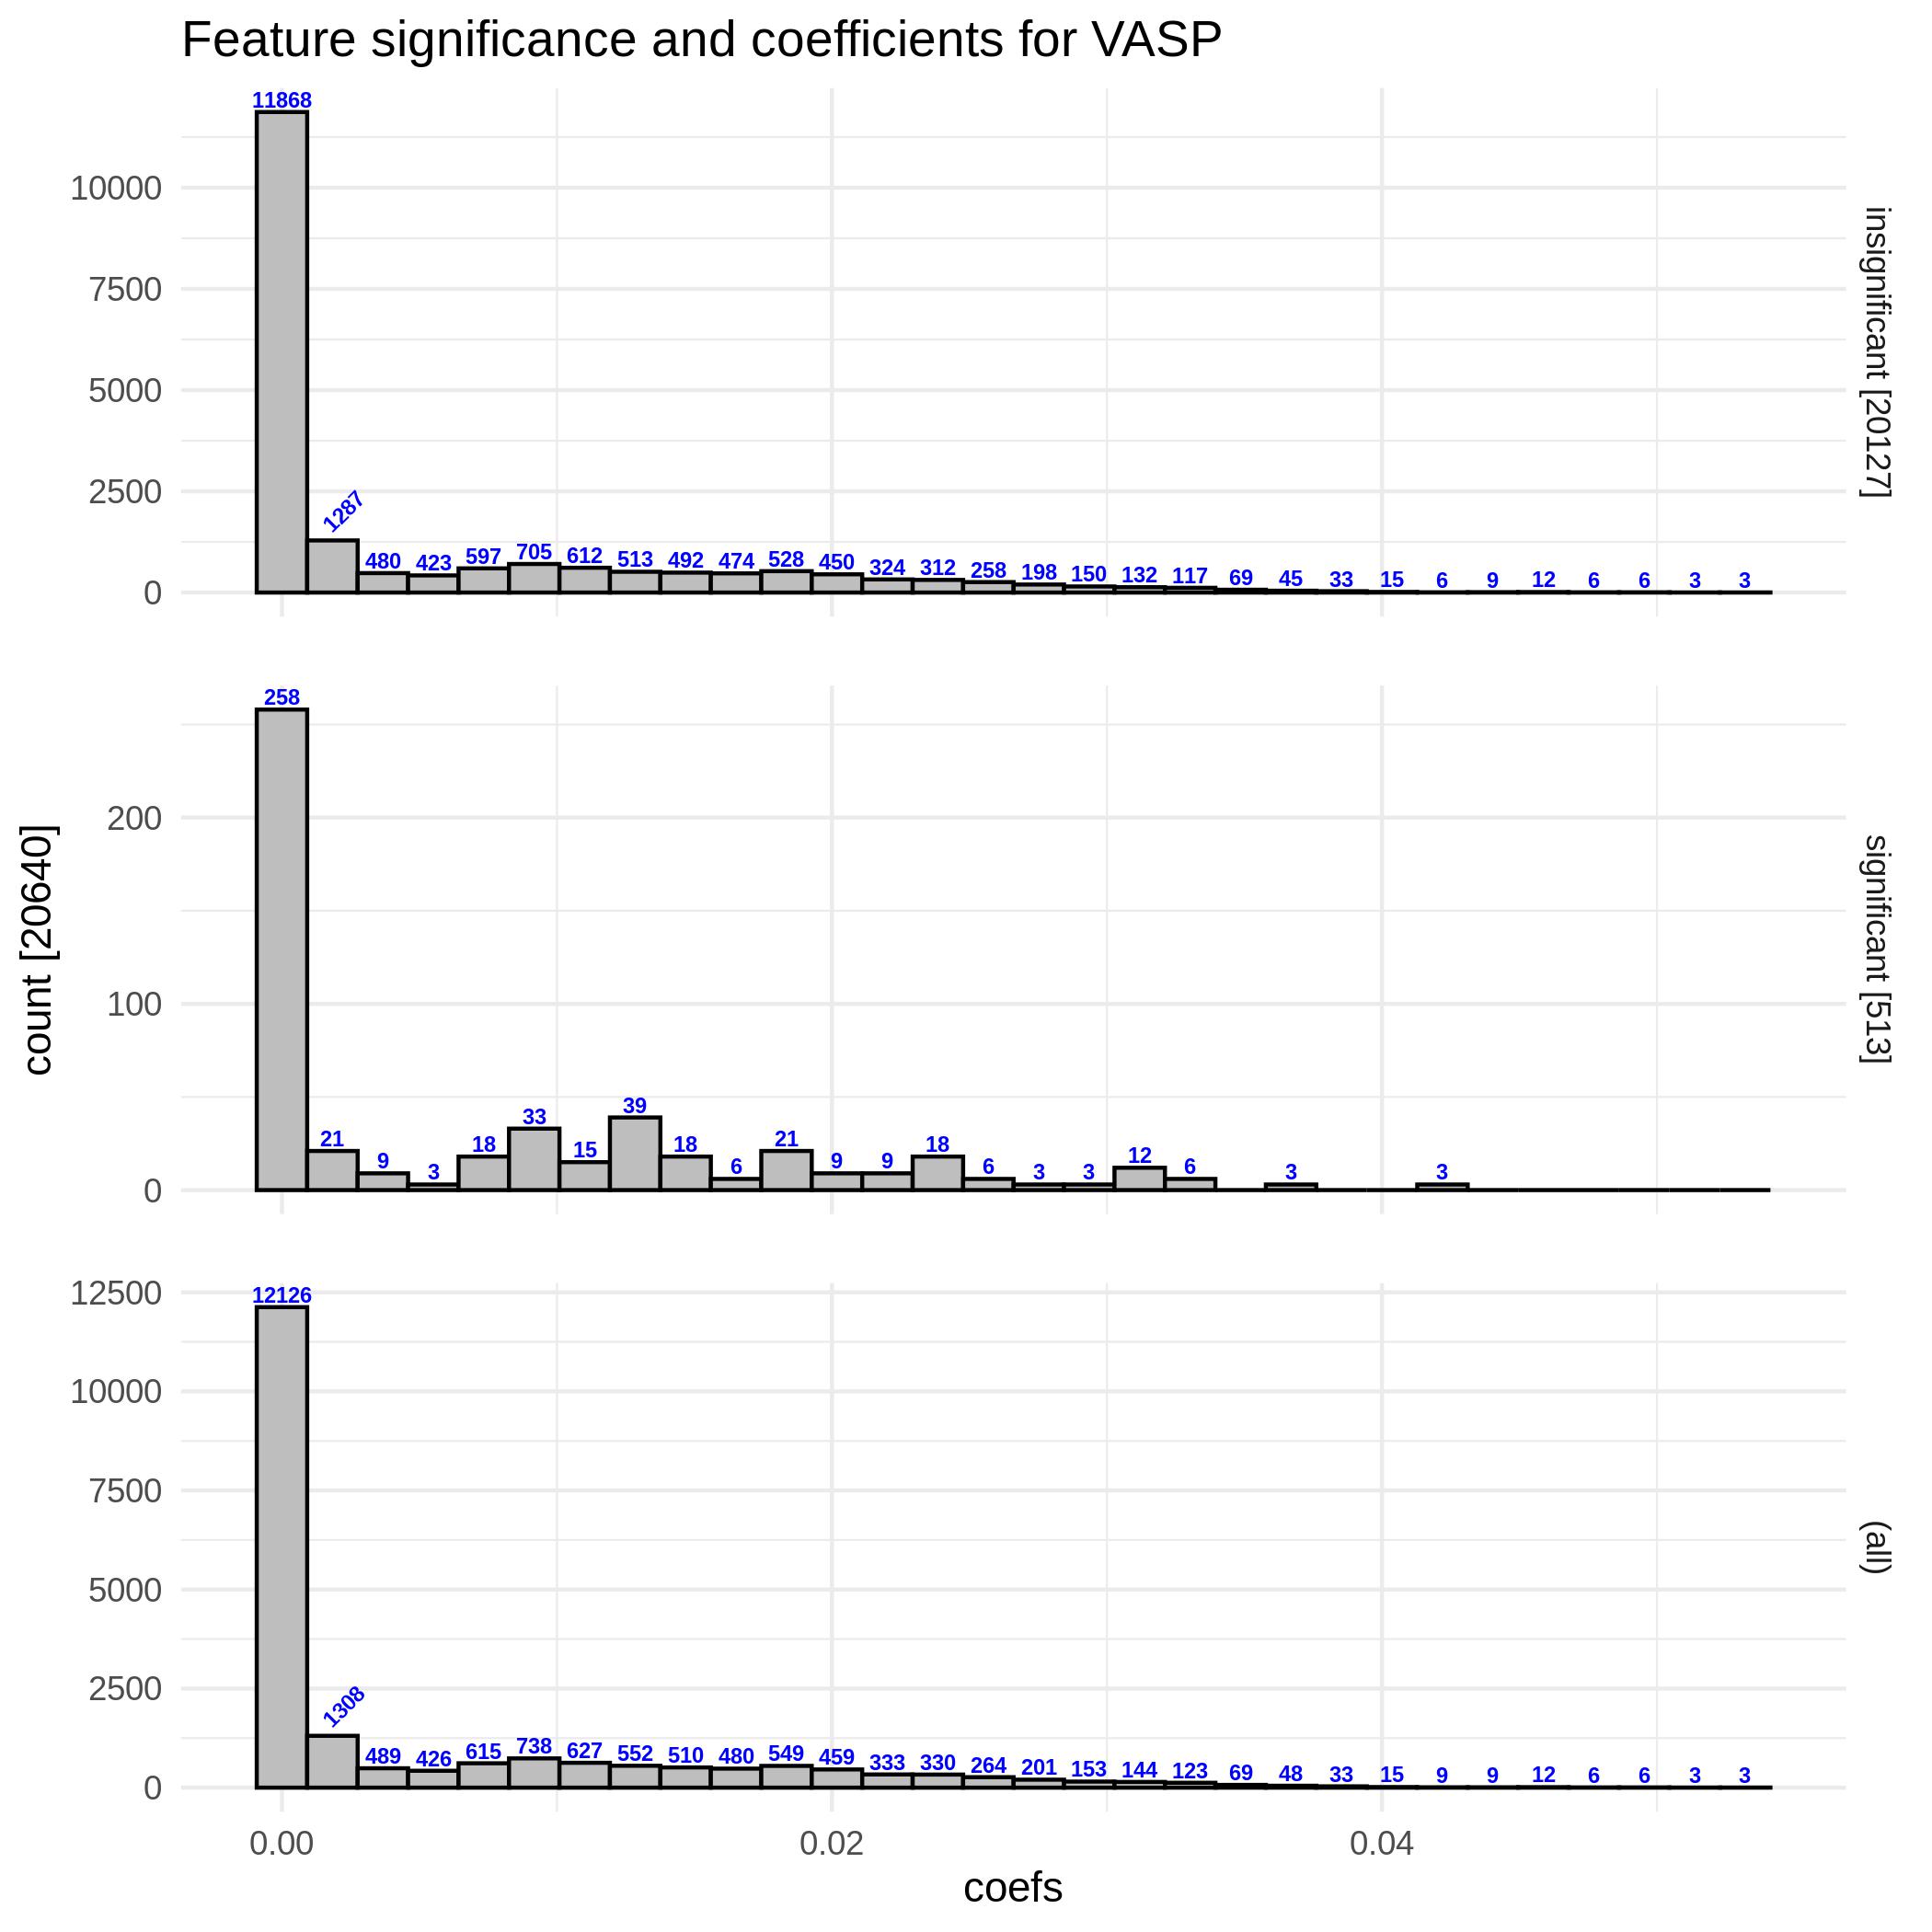 Feature significance and coefficients for VASP
11868
10000
7500
5000
2500
0
1287
480 423 597 705 612 513 492 474 528 450 324 312 258 198 150 132 117 69 45 33 15 6 9 12 6 6 3 3
insignificant [20127]
258
200
100
0
21 9 3 18 33 15 39 18 6 21 9 9 18 6 3 3 12 6 3 3
significant [513]
count [20640]
12500
12126
10000
7500
5000
2500
0
1308
489 426 615 738 627 552 510 480 549 459 333 330 264 201 153 144 123 69 48 33 15 9 9 12 6 6 3 3
(all)
0.00 0.02 0.04
coefs